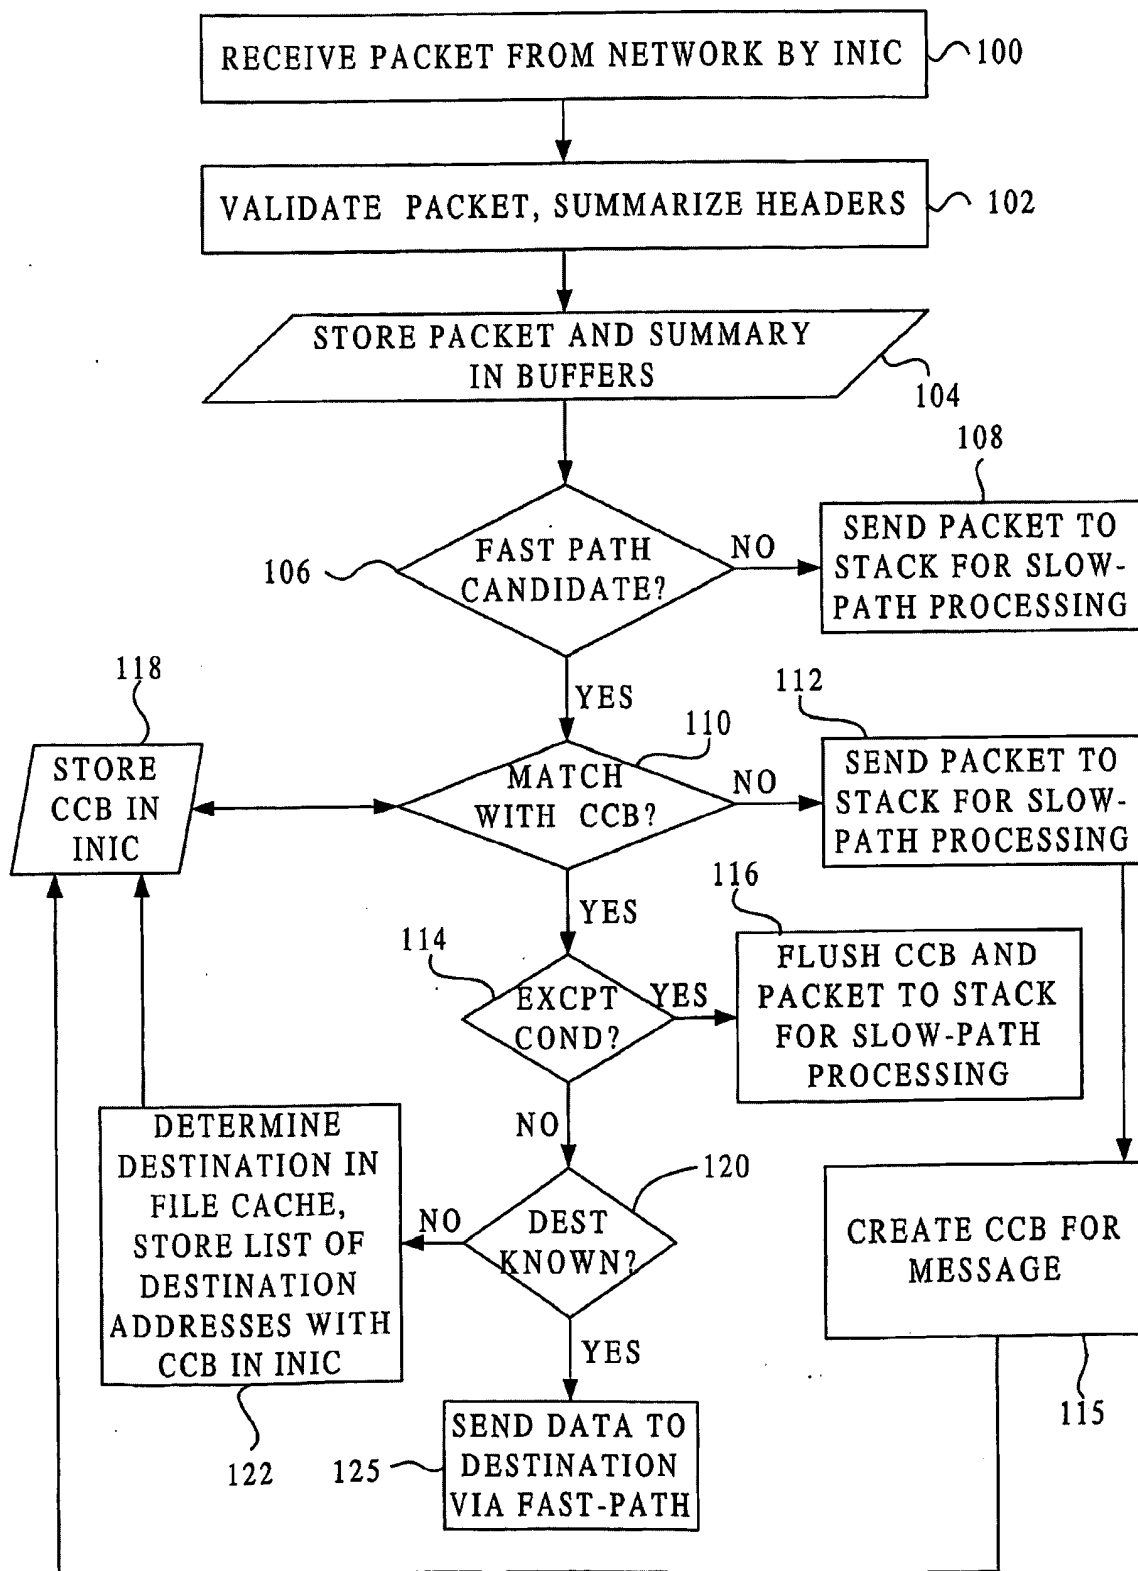 RECEIVE PACKET FROM NETWORK BY INIC
100
VALIDATE PACKET, SUMMARIZE HEADERS
102
STORE PACKET AND SUMMARY
IN BUFFERS
104
108
FAST PATH
CANDIDATE?
106
NO
SEND PACKET TO
STACK FOR SLOW-
PATH PROCESSING
YES
118
STORE
CCB IN
INIC
110
MATCH
WITH CCB?
NO
112
SEND PACKET TO
STACK FOR SLOW-
PATH PROCESSING
YES
114
EXCPT
COND?
YES
116
FLUSH CCB AND
PACKET TO STACK
FOR SLOW-PATH
PROCESSING
NO
120
DEST
KNOWN?
NO
DETERMINE
DESTINATION IN
FILE CACHE,
STORE LIST OF
DESTINATION
ADDRESSES WITH
CCB IN INIC
122
CREATE CCB FOR
MESSAGE
115
YES
125
SEND DATA TO
DESTINATION
VIA FAST-PATH